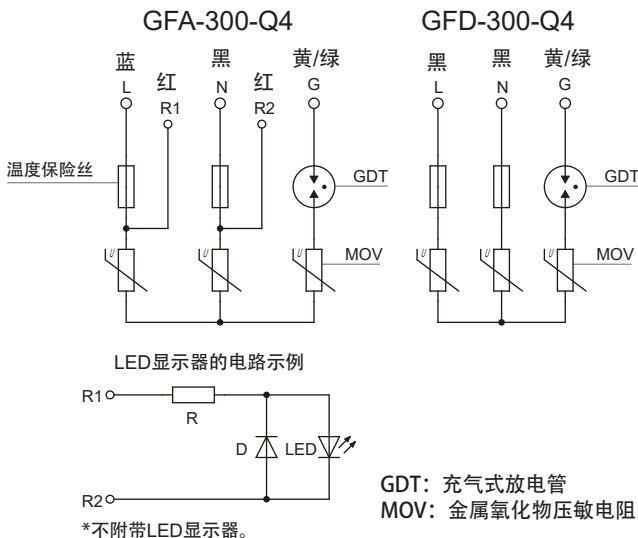 GFA-300-Q4
GFD-300-Q4
蓝 红 黑 红 黄/绿
L R1 N R2 G
黑 黑 黄/绿
L N G
温度保险丝
GDT
GDT
U U U MOV
U U U MOV
LED显示器的电路示例
R1
R
D LED
R2
*不附带LED显示器。
GDT：充气式放电管
MOV：金属氧化物压敏电阻